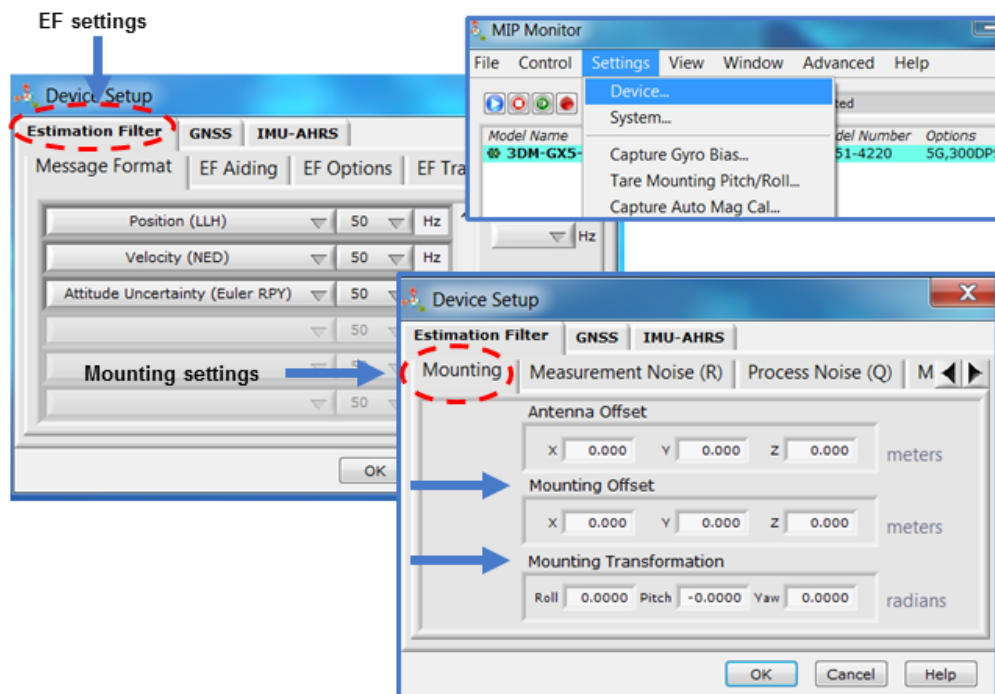 EF settings
MIP Monitor
File Control Settings View Window Advanced Help
Device...
System...
Capture Gyro Bias...
Tare Mounting Pitch/Roll...
Capture Auto Mag Cal...
Model Name Options
3DM-GX5- 51-4220
Device Setup
Estimation Filter GNSS IMU-AHRS
Message Format EF Aiding EF Options EF Tra
Position (LLH) 50 Hz
Velocity (NED) 50 Hz
Attitude Uncertainty (Euler RPY) 50
50
50
Hz
OK
Mounting settings
Device Setup
X
Estimation Filter GNSS IMU-AHRS
Mounting Measurement Noise (R) Process Noise (Q) M
Antenna Offset
X 0.000 Y 0.000 Z 0.000 meters
Mounting Offset
X 0.000 Y 0.000 Z 0.000 meters
Mounting Transformation
Roll 0.0000 Pitch -0.0000 Yaw 0.0000 radians
OK Cancel Help